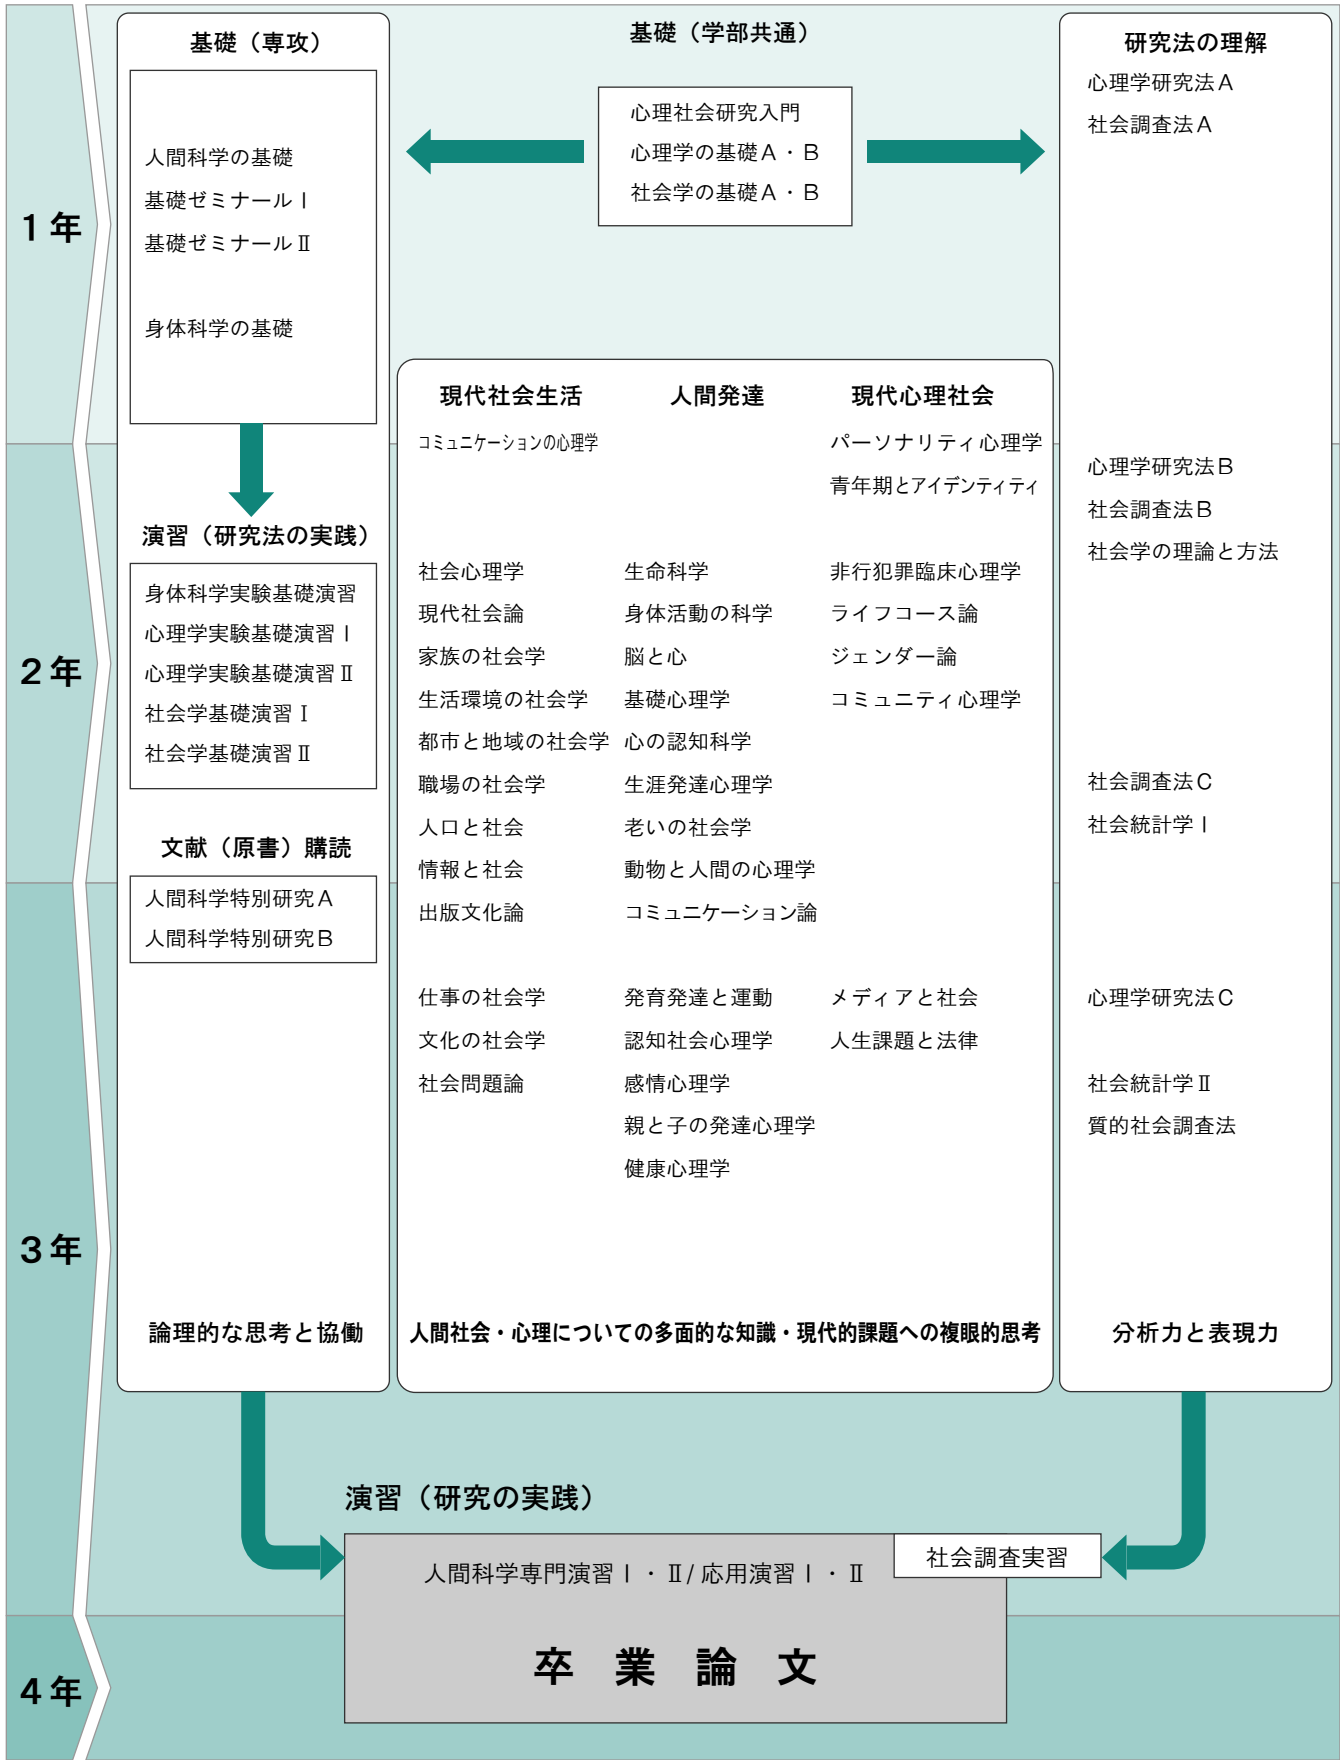 1年
基礎（専攻）
人間科学の基礎
基礎ゼミナールⅠ
基礎ゼミナールⅡ
身体科学の基礎
基礎（学部共通）
心理社会研究入門
心理学の基礎A・B
社会学の基礎A・B
研究法の理解
心理学研究法A
社会調査法A
2年
演習（研究法の実践）
身体科学実験基礎演習
心理学実験基礎演習Ⅰ
心理学実験基礎演習Ⅱ
社会学基礎演習Ⅰ
社会学基礎演習Ⅱ
文献（原書）購読
人間科学特別研究A
人間科学特別研究B
論理的な思考と協働
現代社会生活
コミュニケーションの心理学
社会心理学
現代社会論
家族の社会学
生活環境の社会学
都市と地域の社会学
職場の社会学
人口と社会
情報と社会
出版文化論
仕事の社会学
文化の社会学
社会問題論
人間発達
生命科学
身体活動の科学
脳と心
基礎心理学
心の認知科学
生涯発達心理学
老いの社会学
動物と人間の心理学
コミュニケーション論
発育発達と運動
認知社会心理学
感情心理学
親と子の発達心理学
健康心理学
現代心理社会
パーソナリティ心理学
青年期とアイデンティティ
非行犯罪臨床心理学
ライフコース論
ジェンダー論
コミュニティ心理学
メディアと社会
人生課題と法律
人間社会・心理についての多面的な知識・現代的課題への複眼的思考
心理学研究法B
社会調査法B
社会学の理論と方法
社会調査法C
社会統計学Ⅰ
心理学研究法C
社会統計学Ⅱ
質的社会調査法
分析力と表現力
3年
演習（研究の実践）
人間科学専門演習Ⅰ・Ⅱ/応用演習Ⅰ・Ⅱ
社会調査実習
卒業論文
4年